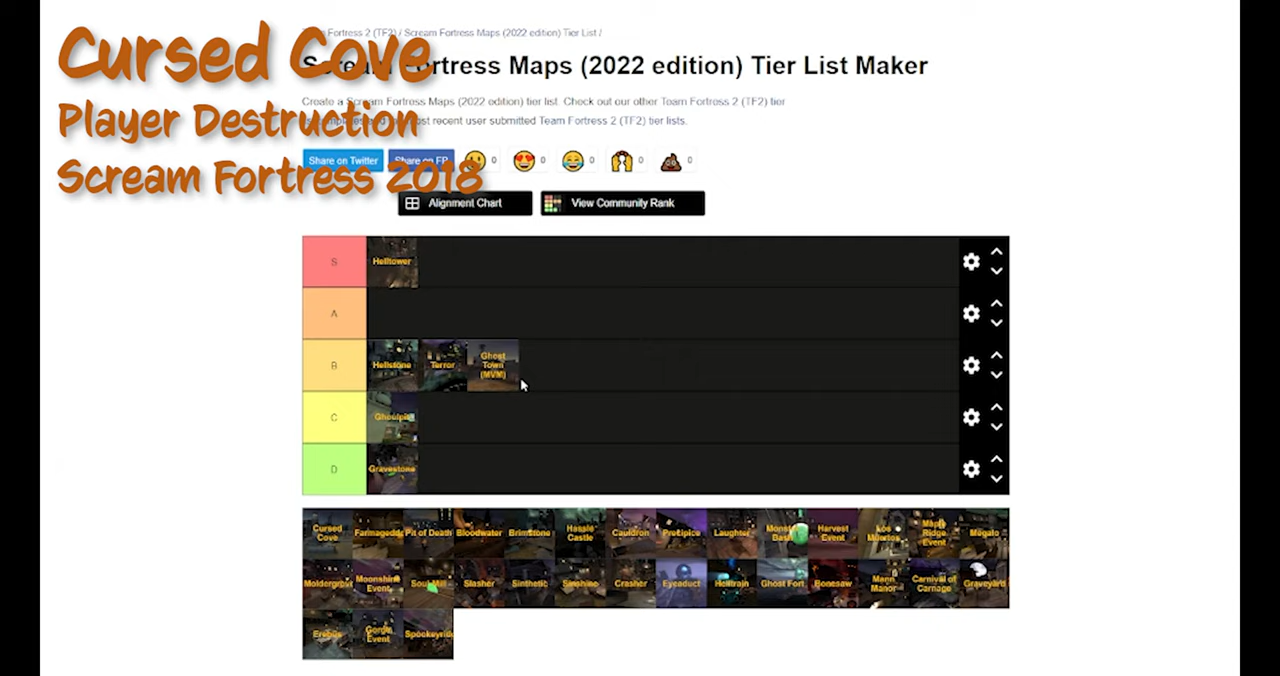 Cursed Cove
Player Destruction
Scream Fortress 2018
Fortress 2 (TF2) / Scream Fortress Maps (2022 edition) Tier List /
Scream Fortress Maps (2022 edition) Tier List Maker
Create a Scream Fortress Maps (2022 edition) tier list. Check out our other Team Fortress 2 (TF2) tier
most recent user submitted Team Fortress 2 (TF2) tier lists.
Share on Twitter
Share on FB
0
0
0
0
0
Alignment Chart
View Community Rank
S
Helltower
A
B
Hellstone
Terror
Ghost Town (MVM)
C
Ghoulpit
D
Gravestone
Cursed Cove
Pit of Death
Bloodwater
Brimstone
Hassle Castle
Cauldron
Precipice
Laughter
Monster Bash
Harvest Event
Los Muertos
Maple Ridge Event
Megalo
Moldergrove
Moonshine Event
Soul-Mill
Slasher
Sinthetic
Sinshine
Crasher
Eyeaduct
Helltrain
Ghost Fort
Bonesaw
Mann Manor
Carnival of Carnage
Graveyard
Erebus
Gorge Event